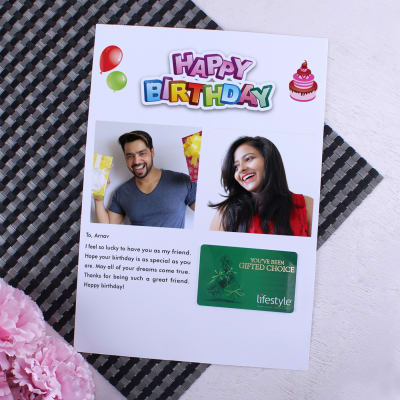 HAPPY
BIRTHDAY
To, Arnav
I feel so lucky to have you as my friend.
Hope your birthday is as special as you
are. May all of your dreams come true.
Thanks for being such a great friend.
Happy birthday!
YOU'VE BEEN
GIFTED CHOICE
lifestyle